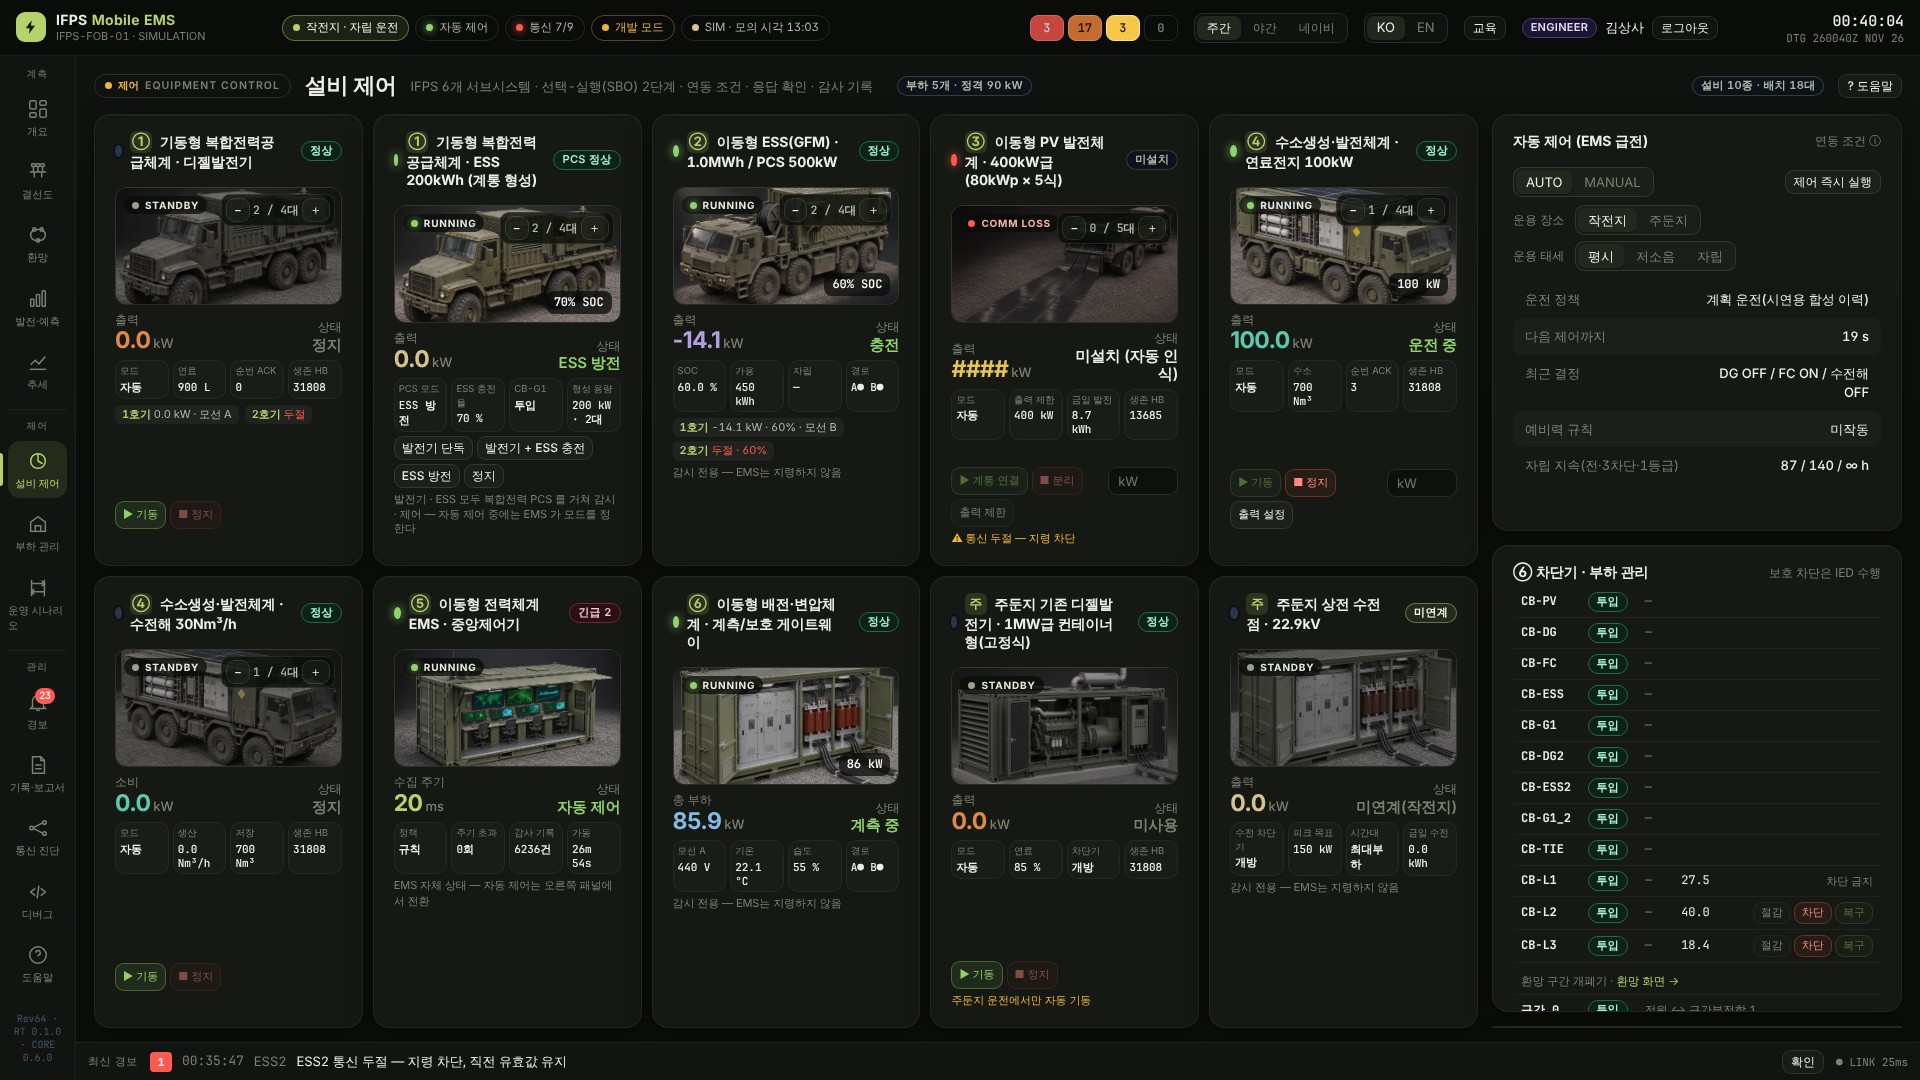 IFPS Mobile EMS
IFPS-FOB-01 · SIMULATION
작전지 · 자립 운전
자동 제어
통신 7/9
개발 모드
SIM · 모의 시각 13:03
3
17
3
0
주간 야간 네이비
KO EN
교육
ENGINEER 김상사 로그아웃
00:40:04
DTG 260040Z NOV 26
계측
개요
결선도
환망
발전·예측
추세
제어
설비 제어
부하 관리
운영 시나리오
관리
23
경보
기록·보고서
통신 진단
디버그
도움말
Rev64 ·
RT 0.1.0
· CORE
0.6.0
제어 EQUIPMENT CONTROL
설비 제어
IFPS 6개 서브시스템 · 선택-실행(SBO) 2단계 · 연동 조건 · 응답 확인 · 감사 기록
부하 5개 · 정격 90 kW
설비 10종 · 배치 18대
? 도움말
① 기동형 복합전력공
급체계 · 디젤발전기
정상
STANDBY
− 2 / 4대 +
출력
0.0 kW
상태
정지
모드 연료 순번 ACK 생존 HB
자동 900 L 0 31808
1호기 0.0 kW · 모선 A 2호기 두절
▶ 기동 ■ 정지
① 기동형 복합전력
공급체계 · ESS
200kWh (계통 형성)
PCS 정상
RUNNING
− 2 / 4대 +
70% SOC
출력
0.0 kW
상태
ESS 방전
PCS 모드 ESS 충전율 CB-G1 형성 용량
ESS 방전 70 % 투입 200 kW · 2대
발전기 단독 발전기 + ESS 충전
ESS 방전 정지
발전기 · ESS 모두 복합전력 PCS 를 거쳐 감시
· 제어 — 자동 제어 중에는 EMS 가 모드를 정
한다
② 이동형 ESS(GFM) ·
1.0MWh / PCS 500kW
정상
RUNNING
− 2 / 4대 +
60% SOC
출력
-14.1 kW
상태
충전
SOC 가용 자립 경로
60.0 % 450 kWh — A● B●
1호기 -14.1 kW · 60% · 모선 B
2호기 두절 · 60%
감시 전용 — EMS는 지령하지 않음
③ 이동형 PV 발전체
계 · 400kW급
(80kWp × 5식)
미설치
COMM LOSS
− 0 / 5대 +
출력
#### kW
상태
미설치 (자동 인
식)
모드 출력 제한 금일 발전 생존 HB
자동 400 kW 8.7 kWh 13685
▶ 계통 연결 ■ 분리 kW
출력 제한
⚠ 통신 두절 — 지령 차단
④ 수소생성·발전체계 ·
연료전지 100kW
정상
RUNNING
− 1 / 4대 +
100 kW
출력
100.0 kW
상태
운전 중
모드 수소 순번 ACK 생존 HB
자동 700 Nm³ 3 31808
▶ 기동 ■ 정지 kW
출력 설정
④ 수소생성·발전체계 ·
수전해 30Nm³/h
정상
STANDBY
− 1 / 4대 +
소비
0.0 kW
상태
정지
모드 생산 저장 생존 HB
자동 0.0 Nm³/h 700 Nm³ 31808
▶ 기동 ■ 정지
⑤ 이동형 전력체계
EMS · 중앙제어기
긴급 2
RUNNING
수집 주기
20 ms
상태
자동 제어
정책 주기 초과 감사 기록 가동
규칙 0회 6236건 26m 54s
EMS 자체 상태 — 자동 제어는 오른쪽 패널에
서 전환
⑥ 이동형 배전·변압체
계 · 계측/보호 게이트웨
이
정상
RUNNING
86 kW
총 부하
85.9 kW
상태
계측 중
모선 A 기온 습도 경로
440 V 22.1 °C 55 % A● B●
감시 전용 — EMS는 지령하지 않음
주 주둔지 기존 디젤발
전기 · 1MW급 컨테이너
형(고정식)
정상
STANDBY
출력
0.0 kW
상태
미사용
모드 연료 차단기 생존 HB
자동 85 % 개방 31808
▶ 기동 ■ 정지
주둔지 운전에서만 자동 기동
주 주둔지 상전 수전
점 · 22.9kV
미연계
STANDBY
출력
0.0 kW
상태
미연계(작전지)
수전 차단기 피크 목표 시간대 금일 수전
개방 150 kW 최대부하 0.0 kWh
감시 전용 — EMS는 지령하지 않음
자동 제어 (EMS 급전)
연동 조건 ⓘ
AUTO MANUAL
제어 즉시 실행
운용 장소 작전지 주둔지
운용 태세 평시 저소음 자립
운전 정책 계획 운전(시연용 합성 이력)
다음 제어까지 19 s
최근 결정 DG OFF / FC ON / 수전해
OFF
예비력 규칙 미작동
자립 지속(전·3차단·1등급) 87 / 140 / ∞ h
⑥ 차단기 · 부하 관리
보호 차단은 IED 수행
CB-PV 투입 —
CB-DG 투입 —
CB-FC 투입 —
CB-ESS 투입 —
CB-G1 투입 —
CB-DG2 투입 —
CB-ESS2 투입 —
CB-G1_2 투입 —
CB-TIE 투입 —
CB-L1 투입 — 27.5 차단 금지
CB-L2 투입 — 40.0 절감 차단 복구
CB-L3 투입 — 18.4 절감 차단 복구
환망 구간 개폐기 · 환망 화면 →
구간 0 투입
최신 경보 1 00:35:47 ESS2 ESS2 통신 두절 — 지령 차단, 직전 유효값 유지
확인
LINK 25ms